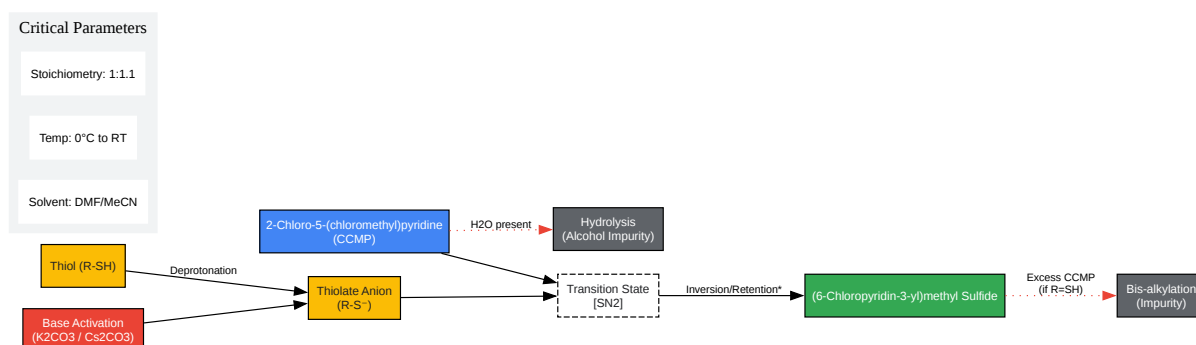 Critical Parameters
Stoichiometry: 1:1.1
Temp: 0°C to RT
Solvent: DMF/MeCN
2-Chloro-5-(chloromethyl)pyridine
(CCMP)
H2O present
Hydrolysis
(Alcohol Impurity)
Thiol (R-SH)
Deprotonation
Thiolate Anion
(R-S⁻)
Base Activation
(K2CO3 / Cs2CO3)
Transition State
[SN2]
Inversion/Retention*
(6-Chloropyridin-3-yl)methyl Sulfide
Excess CCMP
(if R=SH)
Bis-alkylation
(Impurity)